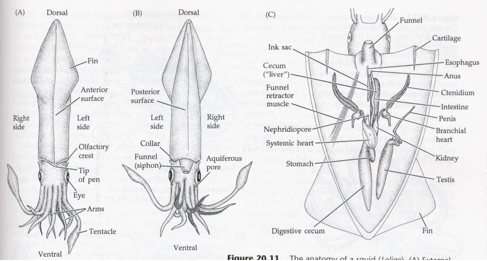 (A)
Dorsal
Fin
Anterior
surface
Right
side
Left
side
Olfactory
crest
Tip
of pen
Eye
Arms
Tentacle
Ventral
(B)
Dorsal
Posterior
surface
Left
side
Right
side
Collar
Funnel
(siphon)
Aquiferous
pore
Ventral
(C)
Funnel
Cartilage
Ink sac
Esophagus
Cecum
("liver")
Anus
Funnel
retractor
muscle
Ctenidium
Intestine
Penis
Nephridiopore
Branchial
heart
Systemic heart
Kidney
Stomach
Testis
Digestive cecum
Fin
Figure 20.11 The anatomy of a squid (Loligo). (A) External